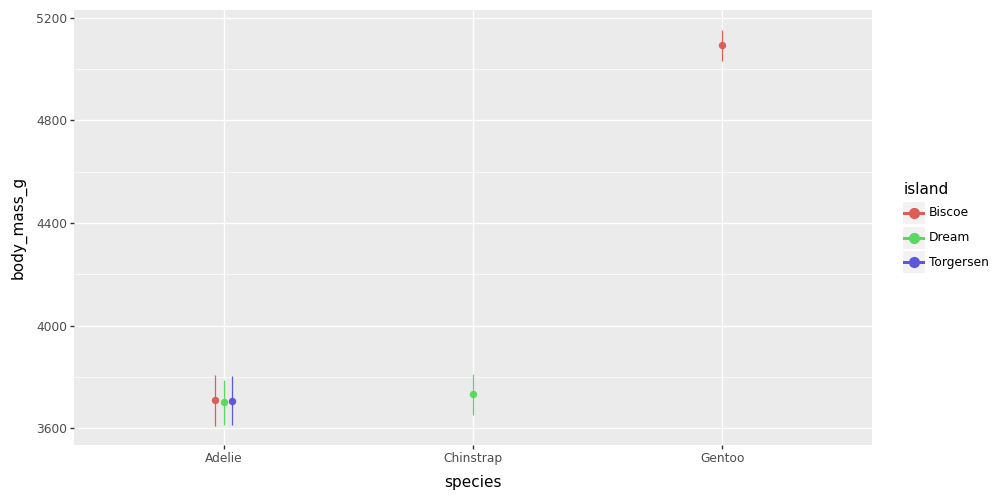 5200
4800
4400
4000
3600
body_mass_g
Adelie
Chinstrap
Gentoo
species
island
Biscoe
Dream
Torgersen